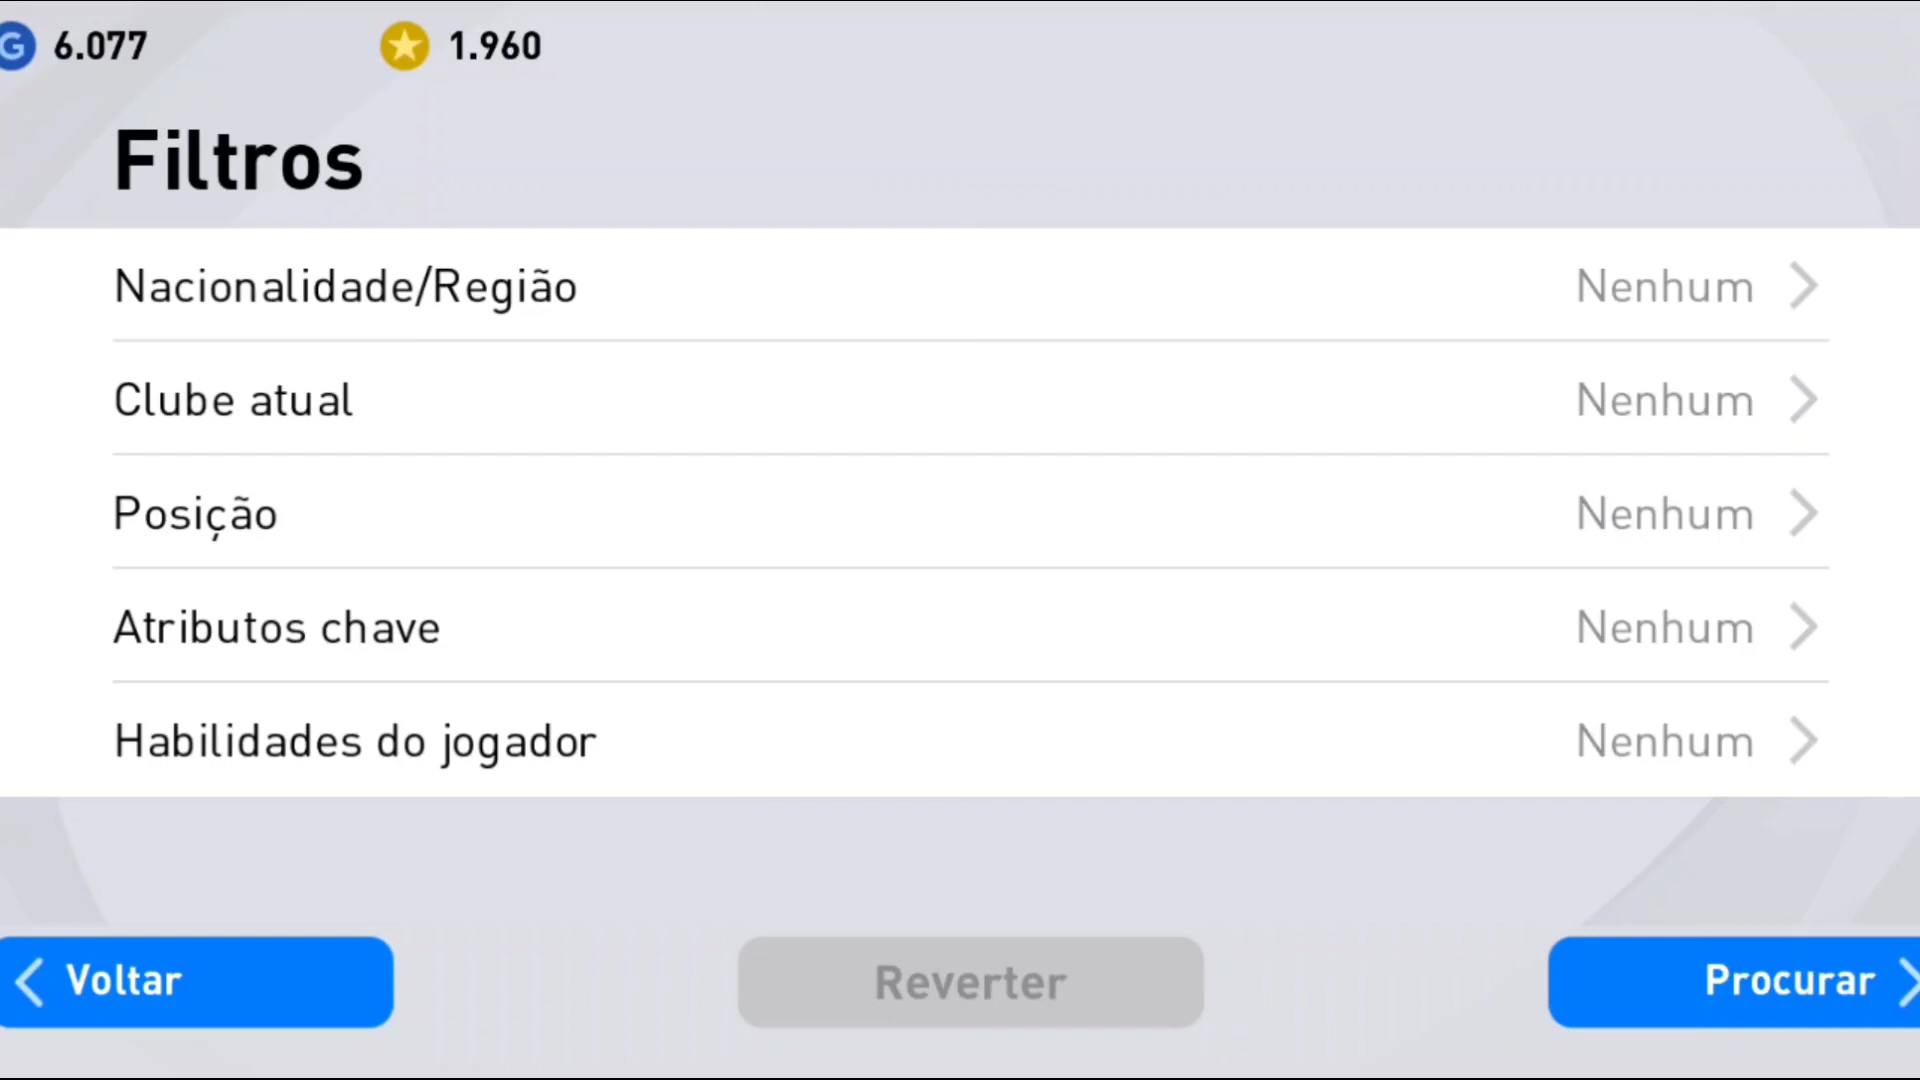 G 6.077 1.960
Filtros
Nacionalidade/Região Nenhum
Clube atual Nenhum
Posição Nenhum
Atributos chave Nenhum
Habilidades do jogador Nenhum
Voltar Reverter Procurar